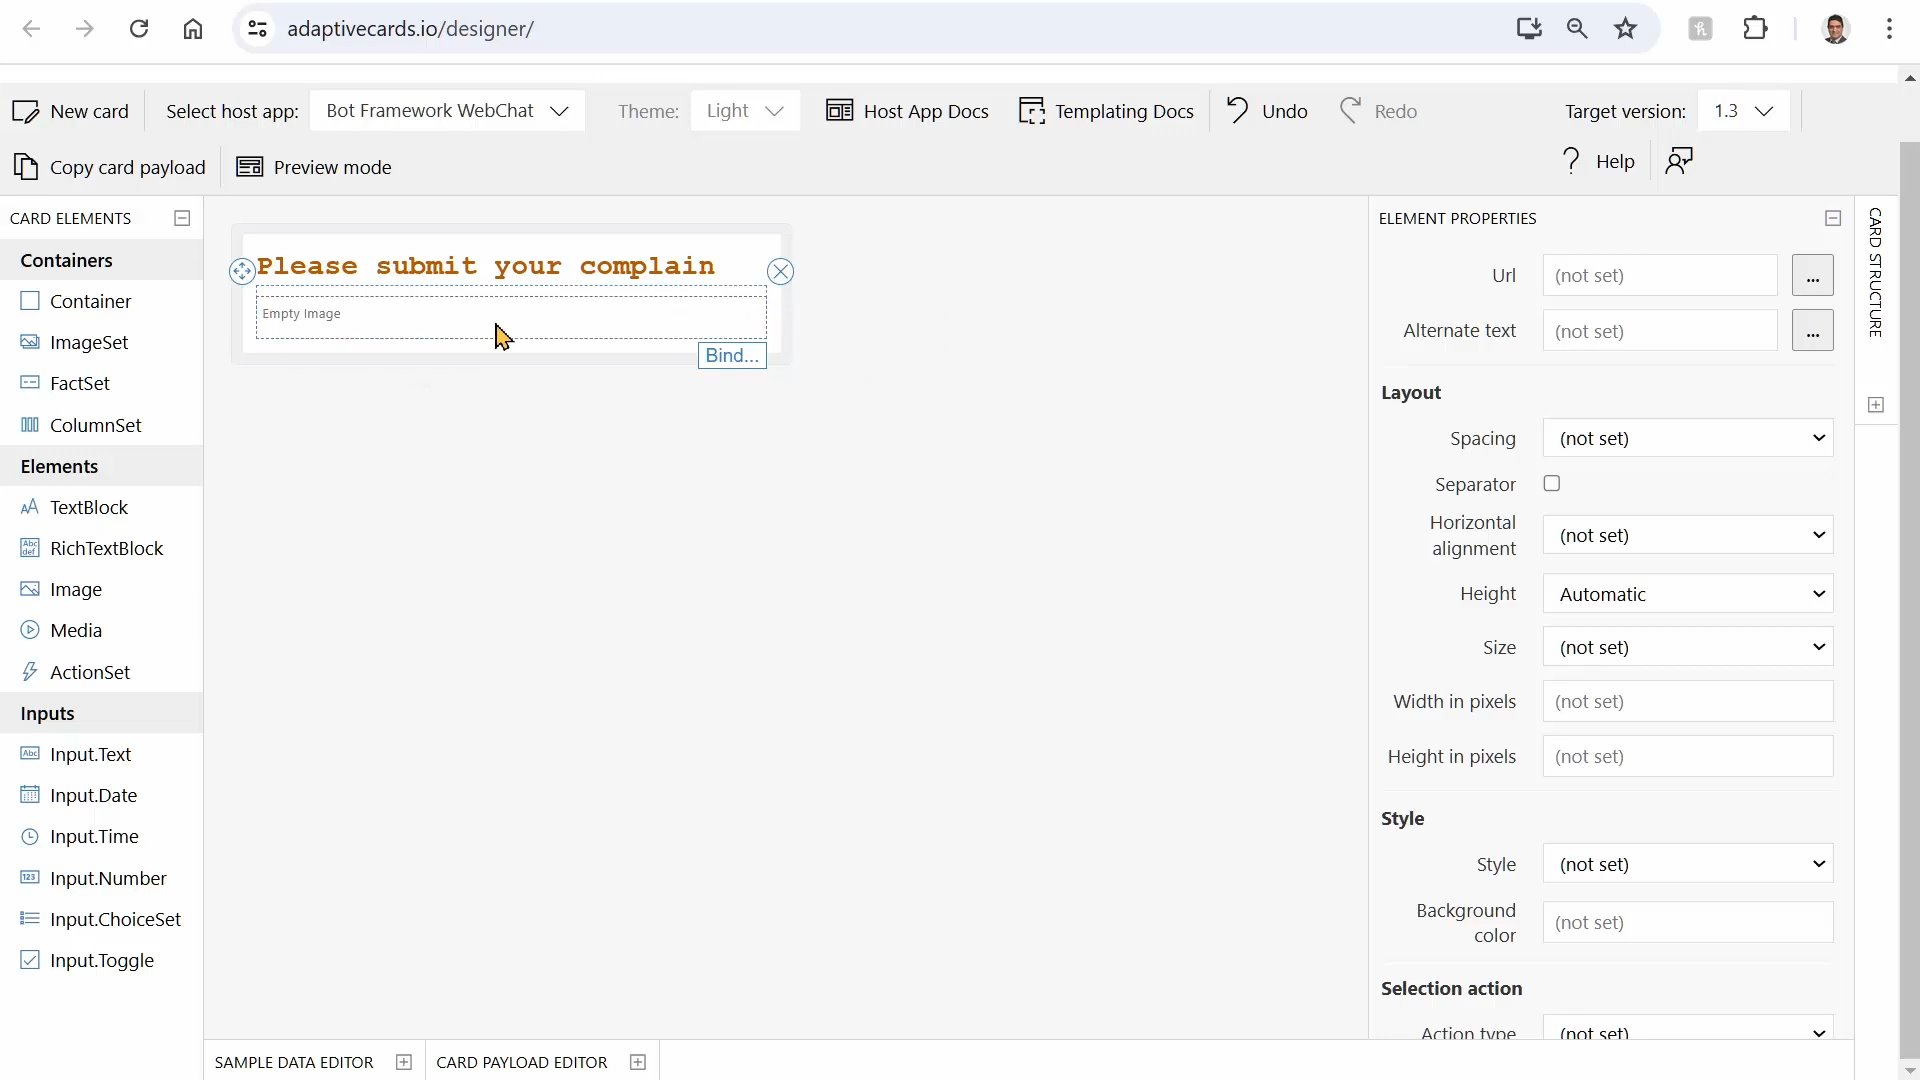 adaptivecards.io/designer/
New card
Select host app:
Bot Framework WebChat
Theme:
Light
Host App Docs
Templating Docs
Undo
Redo
Target version:
1.3
Copy card payload
Preview mode
Help
CARD ELEMENTS
Containers
Container
ImageSet
FactSet
ColumnSet
Elements
TextBlock
RichTextBlock
Image
Media
ActionSet
Inputs
Input.Text
Input.Date
Input.Time
Input.Number
Input.ChoiceSet
Input.Toggle
Please submit your complain
Empty Image
Bind...
ELEMENT PROPERTIES
Url
(not set)
...
Alternate text
(not set)
...
Layout
Spacing
(not set)
Separator
Horizontal
alignment
(not set)
Height
Automatic
Size
(not set)
Width in pixels
(not set)
Height in pixels
(not set)
Style
Style
(not set)
Background
color
(not set)
Selection action
Action type
(not set)
CARD STRUCTURE
SAMPLE DATA EDITOR
CARD PAYLOAD EDITOR